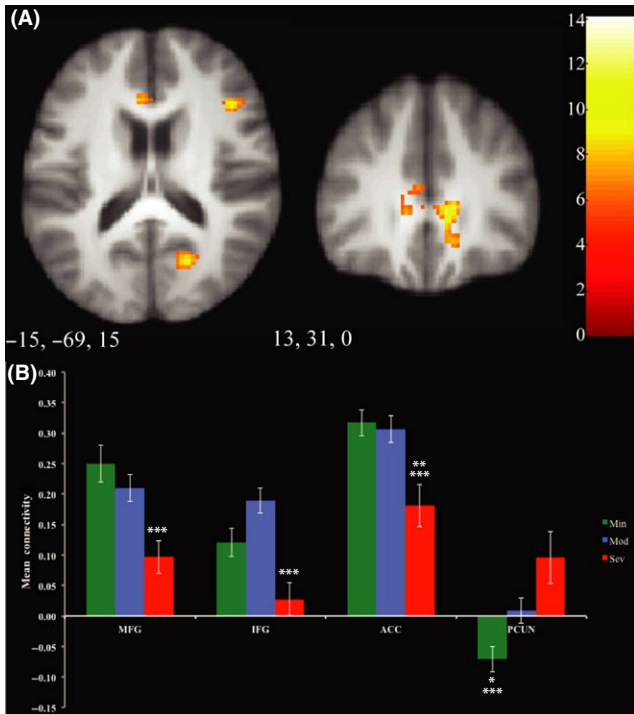 (A)
14
12
10
8
6
4
2
0
−15, −69, 15
13, 31, 0
(B)
0.40
0.35
0.30
0.25
0.20
0.15
0.10
0.05
0.00
−0.05
−0.10
−0.15
Mean connectivity
***
***
**
***
*
***
MFG
IFG
ACC
PCUN
Min
Mod
Sev